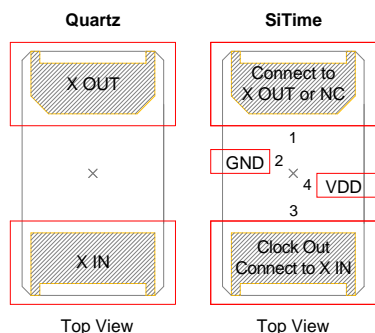 Quartz
SiTime
X OUT
Connect to
X OUT or NC
1
GND
2
4
VDD
3
X IN
Clock Out
Connect to X IN
Top View
Top View